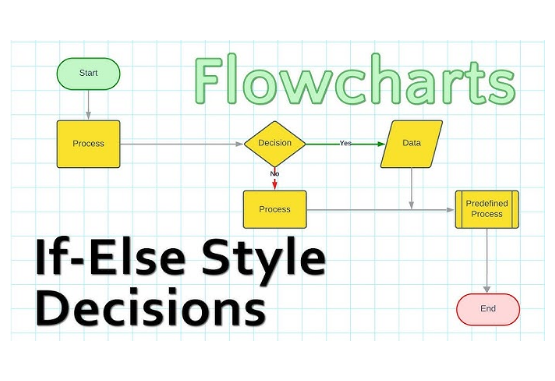 Start
Flowcharts
Process
Decision
Yes
Data
No
Process
Predefined
Process
If-Else Style
Decisions
End